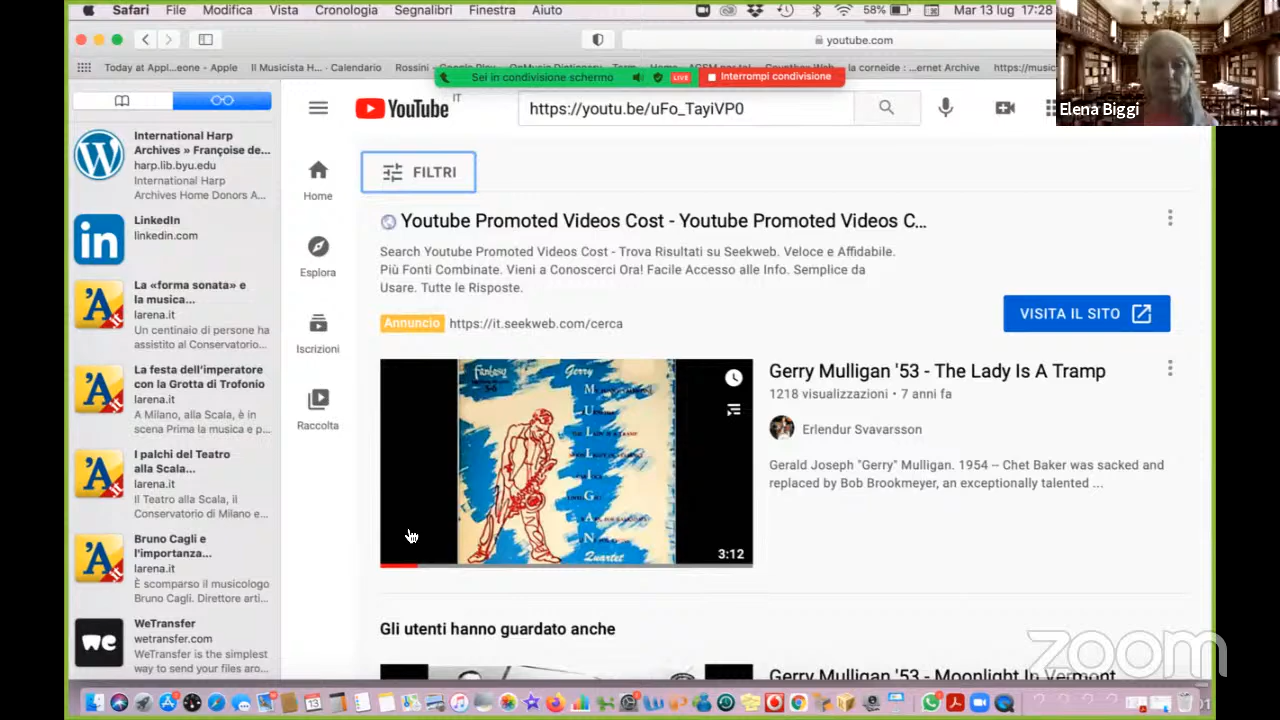 Safari File Modifica Vista Cronologia Segnalibri Finestra Aiuto 58% Mar 13 lug 17:28
youtube.com
Today at Appl...eone - Apple Il Musicista H... - Calendario
Sei in condivisione schermo LIVE Interrompi condivisione
Elena Biggi
YouTube IT
https://youtu.be/uFo_TayiVP0
International Harp
Archives » Françoise de...
harp.lib.byu.edu
International Harp
Archives Home Donors A...
LinkedIn
linkedin.com
La «forma sonata» e
la musica...
larena.it
Un centinaio di persone ha
assistito al Conservatorio...
La festa dell'imperatore
con la Grotta di Trofonio
larena.it
A Milano, alla Scala, è in
scena Prima la musica e p...
I palchi del Teatro
alla Scala...
larena.it
Il Teatro alla Scala, il
Conservatorio di Milano e...
Bruno Cagli e
l'importanza...
larena.it
È scomparso il musicologo
Bruno Cagli. Direttore arti...
WeTransfer
wetransfer.com
WeTransfer is the simplest
way to send your files aro...
Home
Esplora
Iscrizioni
Raccolta
FILTRI
Youtube Promoted Videos Cost - Youtube Promoted Videos C...
Search Youtube Promoted Videos Cost - Trova Risultati su Seekweb. Veloce e Affidabile.
Più Fonti Combinate. Vieni a Conoscerci Ora! Facile Accesso alle Info. Semplice da
Usare. Tutte le Risposte.
Annuncio https://it.seekweb.com/cerca
VISITA IL SITO
Fantasy
Gerry
MULLIGAN
Quartet
3:12
Gerry Mulligan '53 - The Lady Is A Tramp
1218 visualizzazioni • 7 anni fa
Erlendur Svavarsson
Gerald Joseph "Gerry" Mulligan. 1954 -- Chet Baker was sacked and
replaced by Bob Brookmeyer, an exceptionally talented ...
Gli utenti hanno guardato anche
Gerry Mulligan '53 - Moonlight In Vermont
zoom